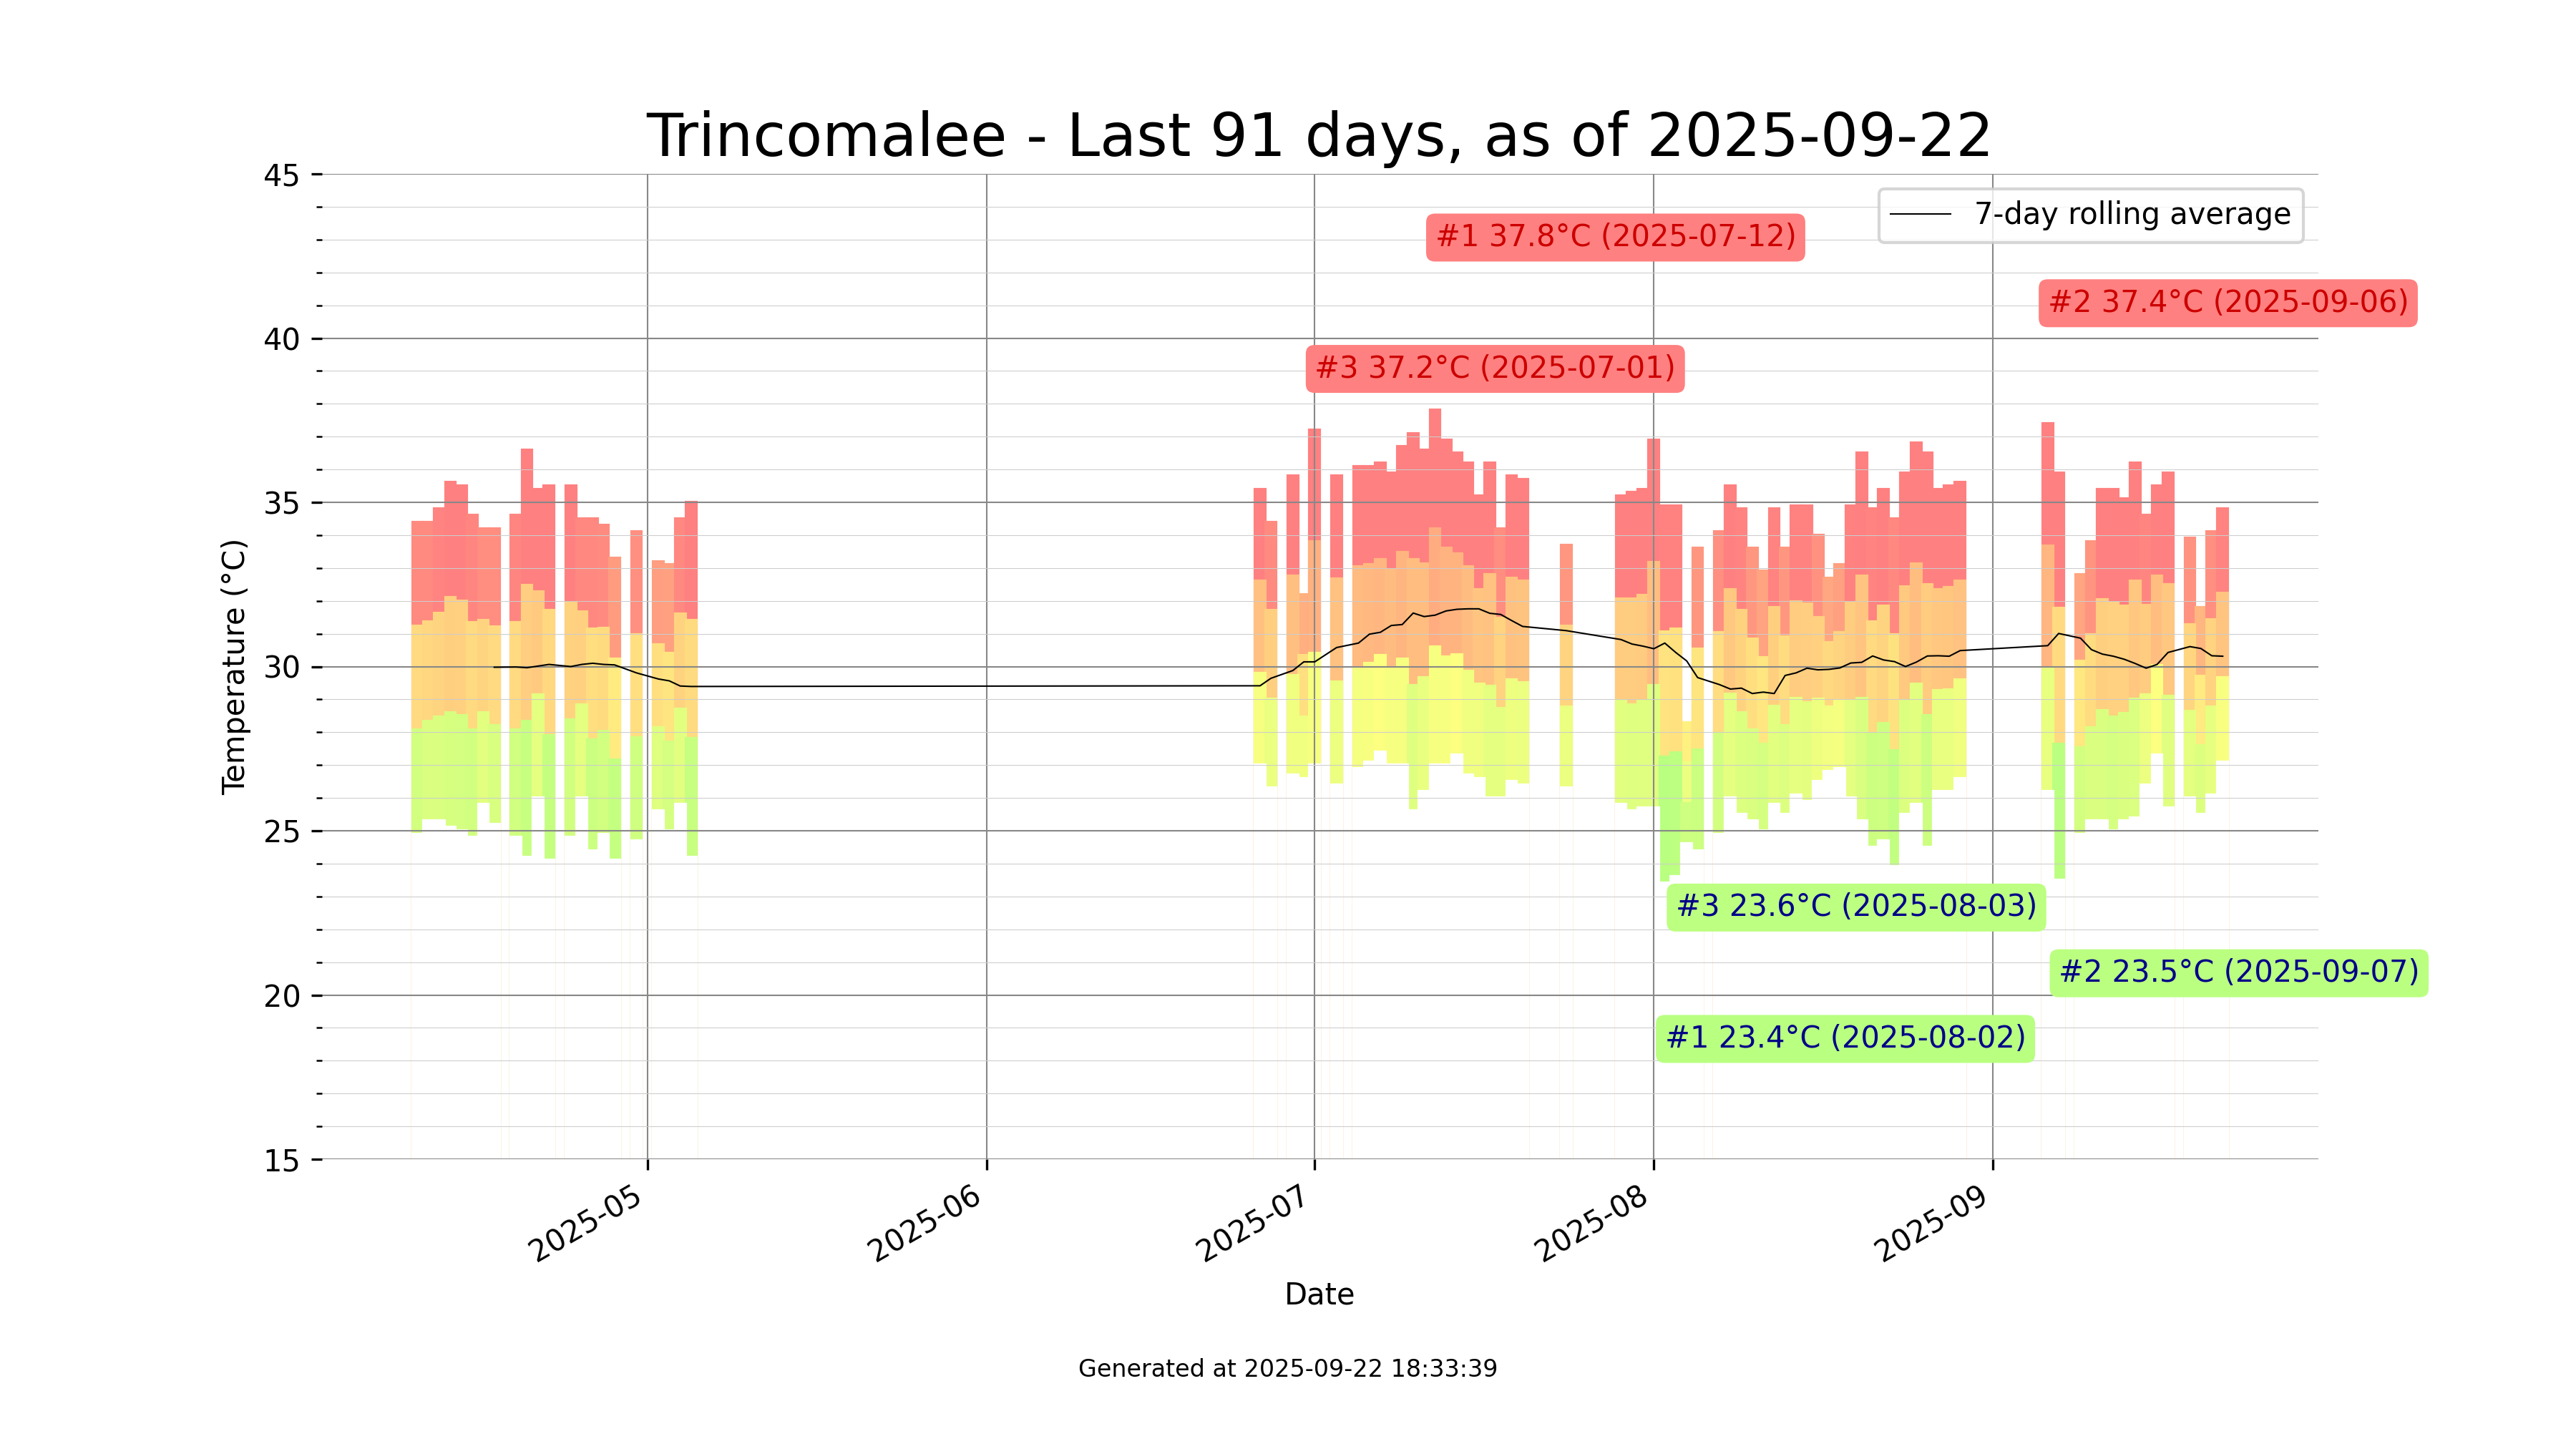 Trincomalee - Last 91 days, as of 2025-09-22
45
40
35
30
25
20
15
Temperature (°C)
7-day rolling average
#1 37.8°C (2025-07-12)
#2 37.4°C (2025-09-06)
#3 37.2°C (2025-07-01)
#3 23.6°C (2025-08-03)
#2 23.5°C (2025-09-07)
#1 23.4°C (2025-08-02)
2025-05
2025-06
2025-07
2025-08
2025-09
Date
Generated at 2025-09-22 18:33:39